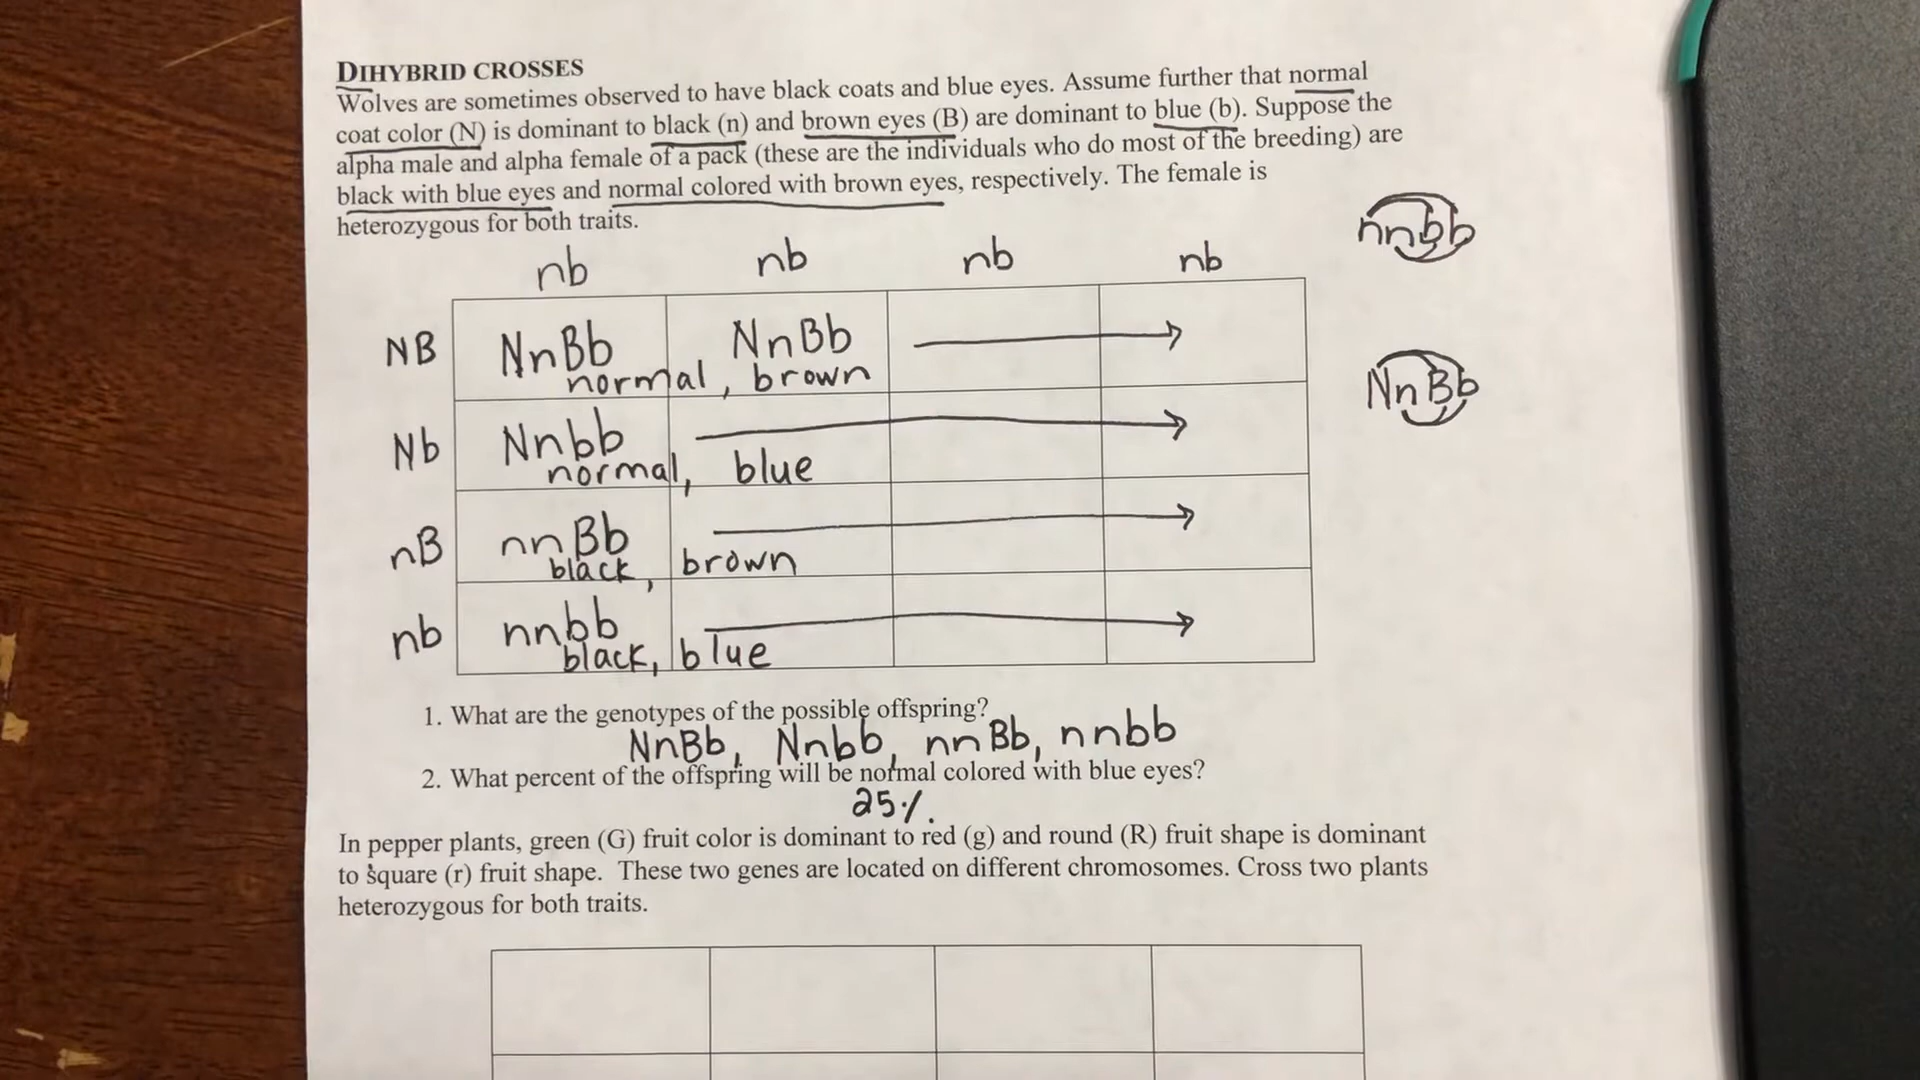 DIHYBRID CROSSES
Wolves are sometimes observed to have black coats and blue eyes. Assume further that normal
coat color (N) is dominant to black (n) and brown eyes (B) are dominant to blue (b). Suppose the
alpha male and alpha female of a pack (these are the individuals who do most of the breeding) are
black with blue eyes and normal colored with brown eyes, respectively. The female is
heterozygous for both traits.
nnbb
nb nb nb nb
NB NnBb NnBb
normal, brown
NnBb
Nb Nnbb
normal, blue
nB nnBb
black, brown
nb nnbb
black, blue
1. What are the genotypes of the possible offspring?
NnBb, Nnbb, nnBb, nnbb
2. What percent of the offspring will be normal colored with blue eyes?
25%.
In pepper plants, green (G) fruit color is dominant to red (g) and round (R) fruit shape is dominant
to square (r) fruit shape. These two genes are located on different chromosomes. Cross two plants
heterozygous for both traits.